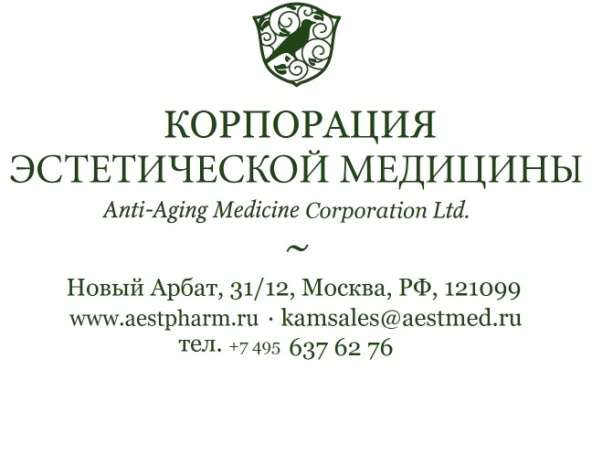 КОРПОРАЦИЯ
ЭСТЕТИЧЕСКОЙ МЕДИЦИНЫ
Anti-Aging Medicine Corporation Ltd.
~
Новый Арбат, 31/12, Москва, РФ, 121099
www.aestpharm.ru · kamsales@aestmed.ru
тел. +7 495 637 62 76